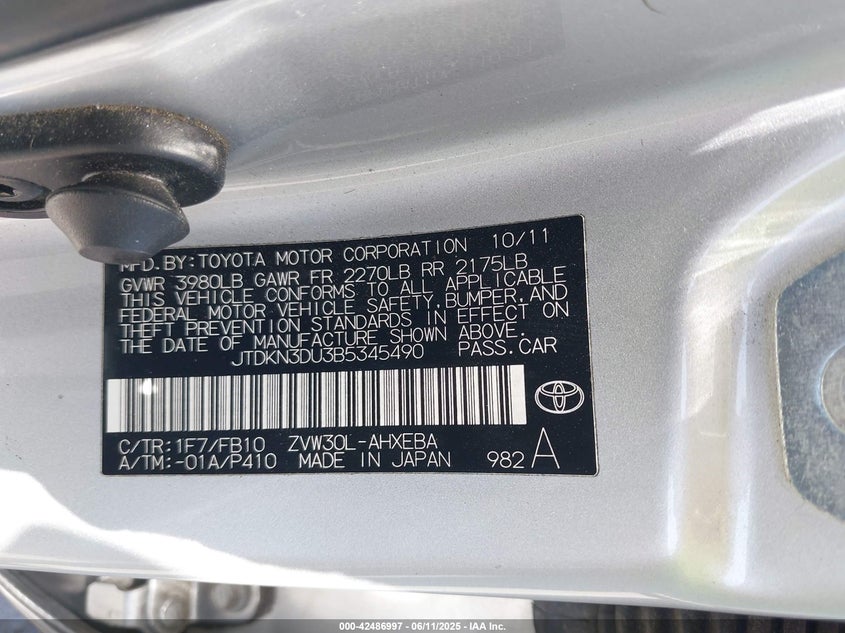 MFD.BY:TOYOTA MOTOR CORPORATION 10/11
GVWR 3980LB GAWR FR 2270LB RR 2175LB
THIS VEHICLE CONFORMS TO ALL APPLICABLE
FEDERAL MOTOR VEHICLE SAFETY,BUMPER,AND
THEFT PREVENTION STANDARDS IN EFFECT ON
THE DATE OF MANUFACTURE SHOWN ABOVE.
JTDKN3DU3B5345490 PASS.CAR
C/TR:1F7/FB10 ZVW30L-AHXEBA
A/TM:-01A/P410 MADE IN JAPAN 982 A
000-42486997 - 06/11/2025 - IAA Inc.